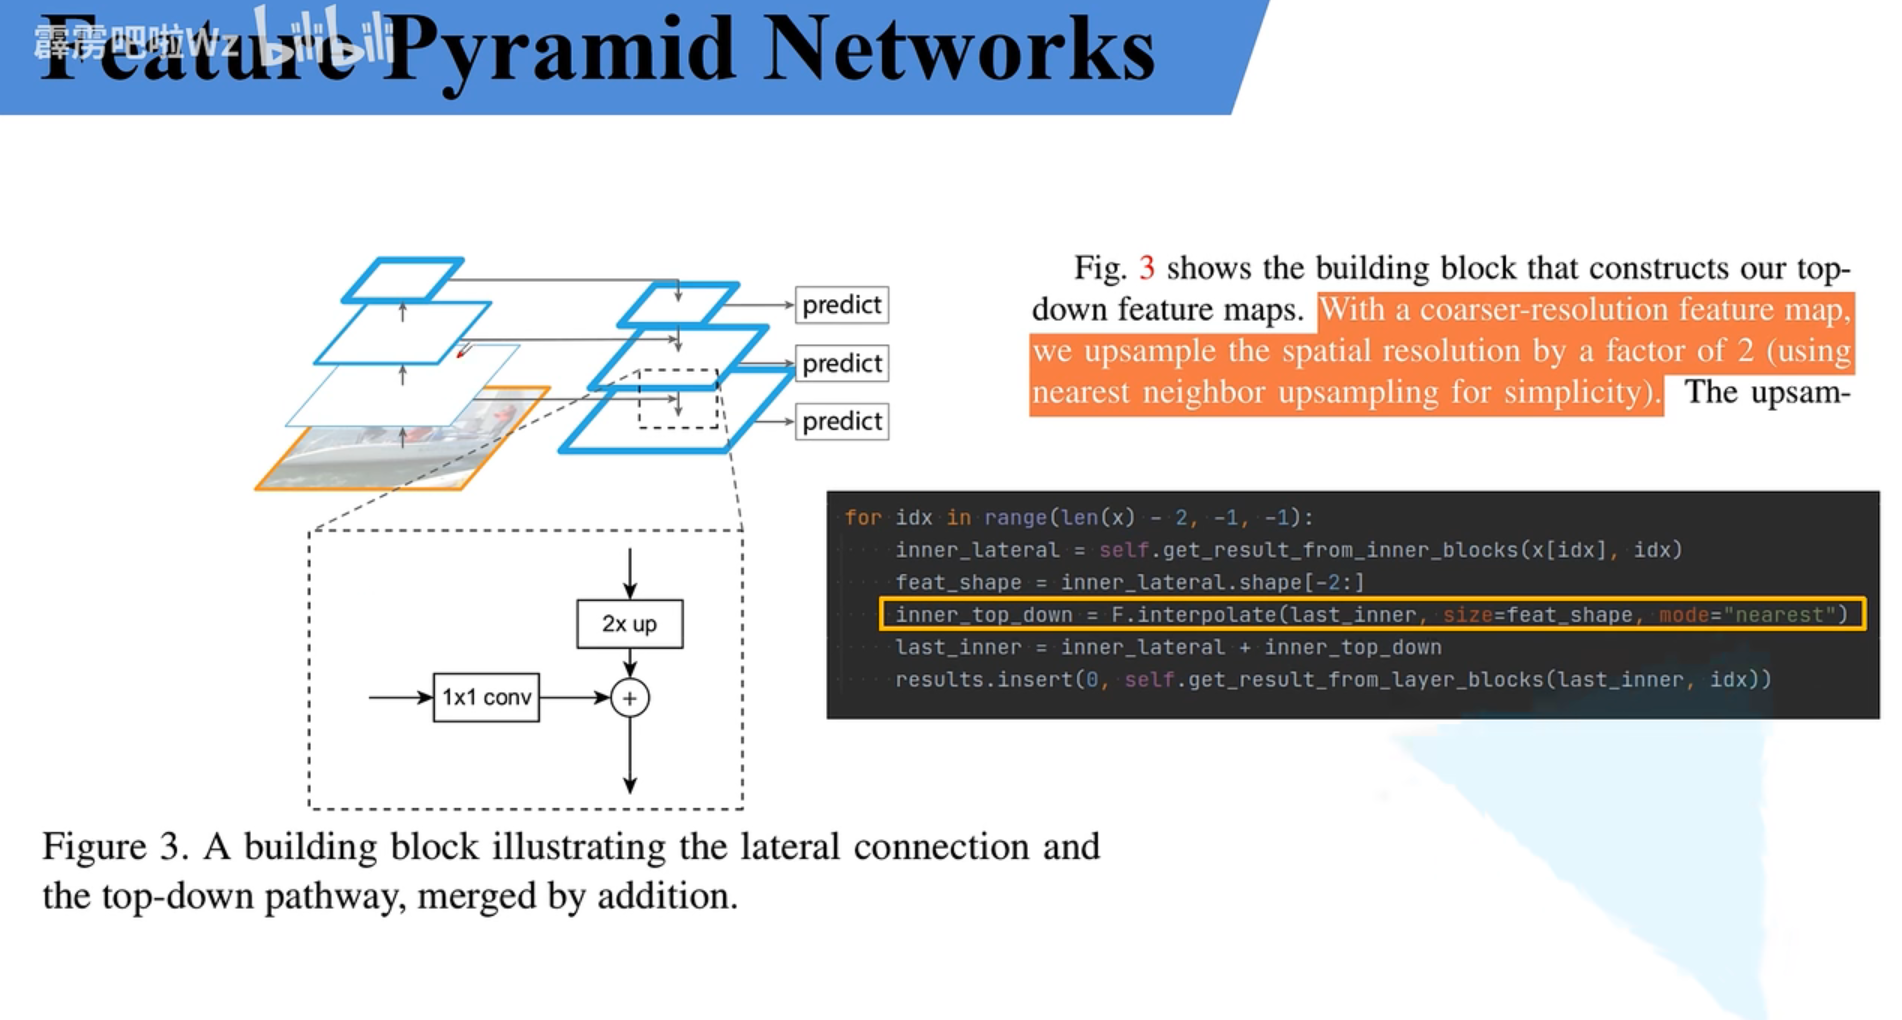 霹雳吧啦Wz bilibili
Feature Pyramid Networks
predict
predict
predict
2x up
1x1 conv
+
Figure 3. A building block illustrating the lateral connection and
the top-down pathway, merged by addition.
Fig. 3 shows the building block that constructs our top-
down feature maps. With a coarser-resolution feature map,
we upsample the spatial resolution by a factor of 2 (using
nearest neighbor upsampling for simplicity). The upsam-
for idx in range(len(x) - 2, -1, -1):
inner_lateral = self.get_result_from_inner_blocks(x[idx], idx)
feat_shape = inner_lateral.shape[-2:]
inner_top_down = F.interpolate(last_inner, size=feat_shape, mode="nearest")
last_inner = inner_lateral + inner_top_down
results.insert(0, self.get_result_from_layer_blocks(last_inner, idx))